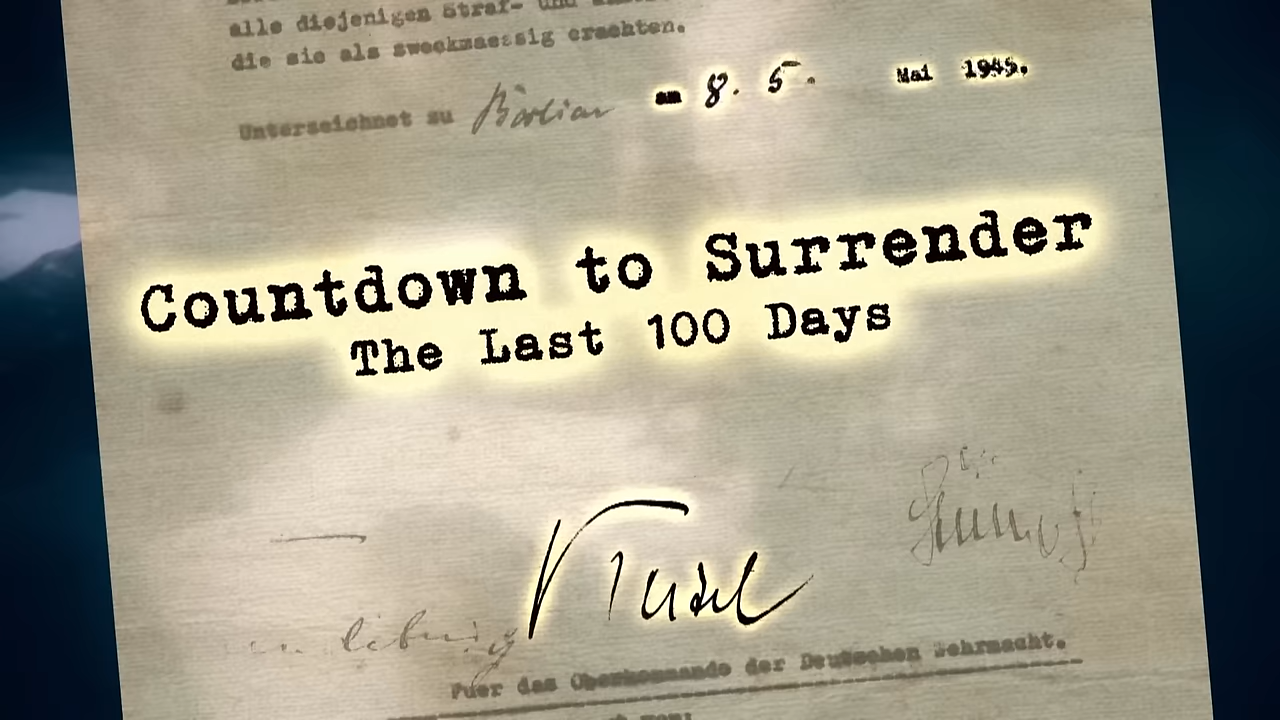 alle diejenigen Straf- und
die sie als zweckmaessig erachten.
Unterzeichnet zu Berlin am 8. 5. Mai 1945.
Countdown to Surrender
The Last 100 Days
Keitel
Fuer das Oberkommando der Deutschen Wehrmacht.